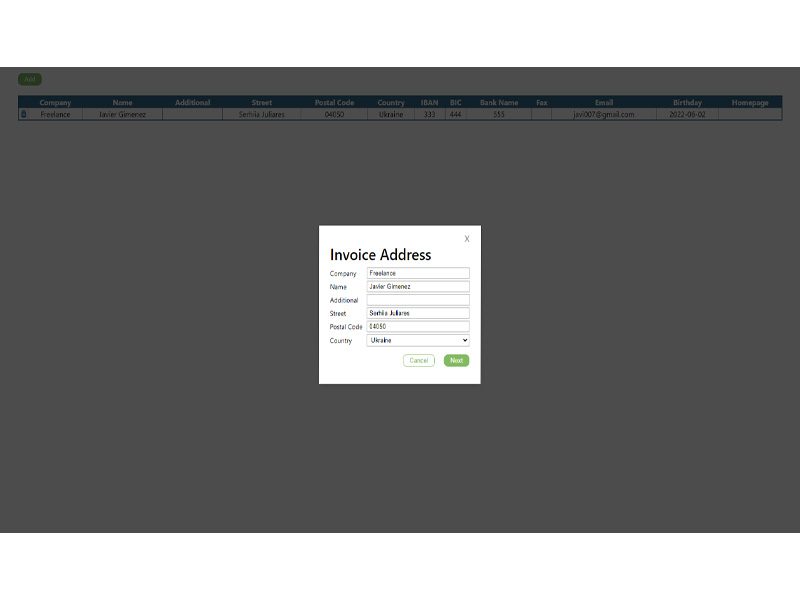 Add
Company Name Additional Street Postal Code Country IBAN BIC Bank Name Fax Email Birthday Homepage
Freelance Javier Gimenez Serhiia Juliares 04050 Ukraine 333 444 555 javi007@gmail.com 2022-06-02
X
Invoice Address
Company Freelance
Name Javier Gimenez
Additional
Street Serhiia Juliares
Postal Code 04050
Country Ukraine
Cancel Next